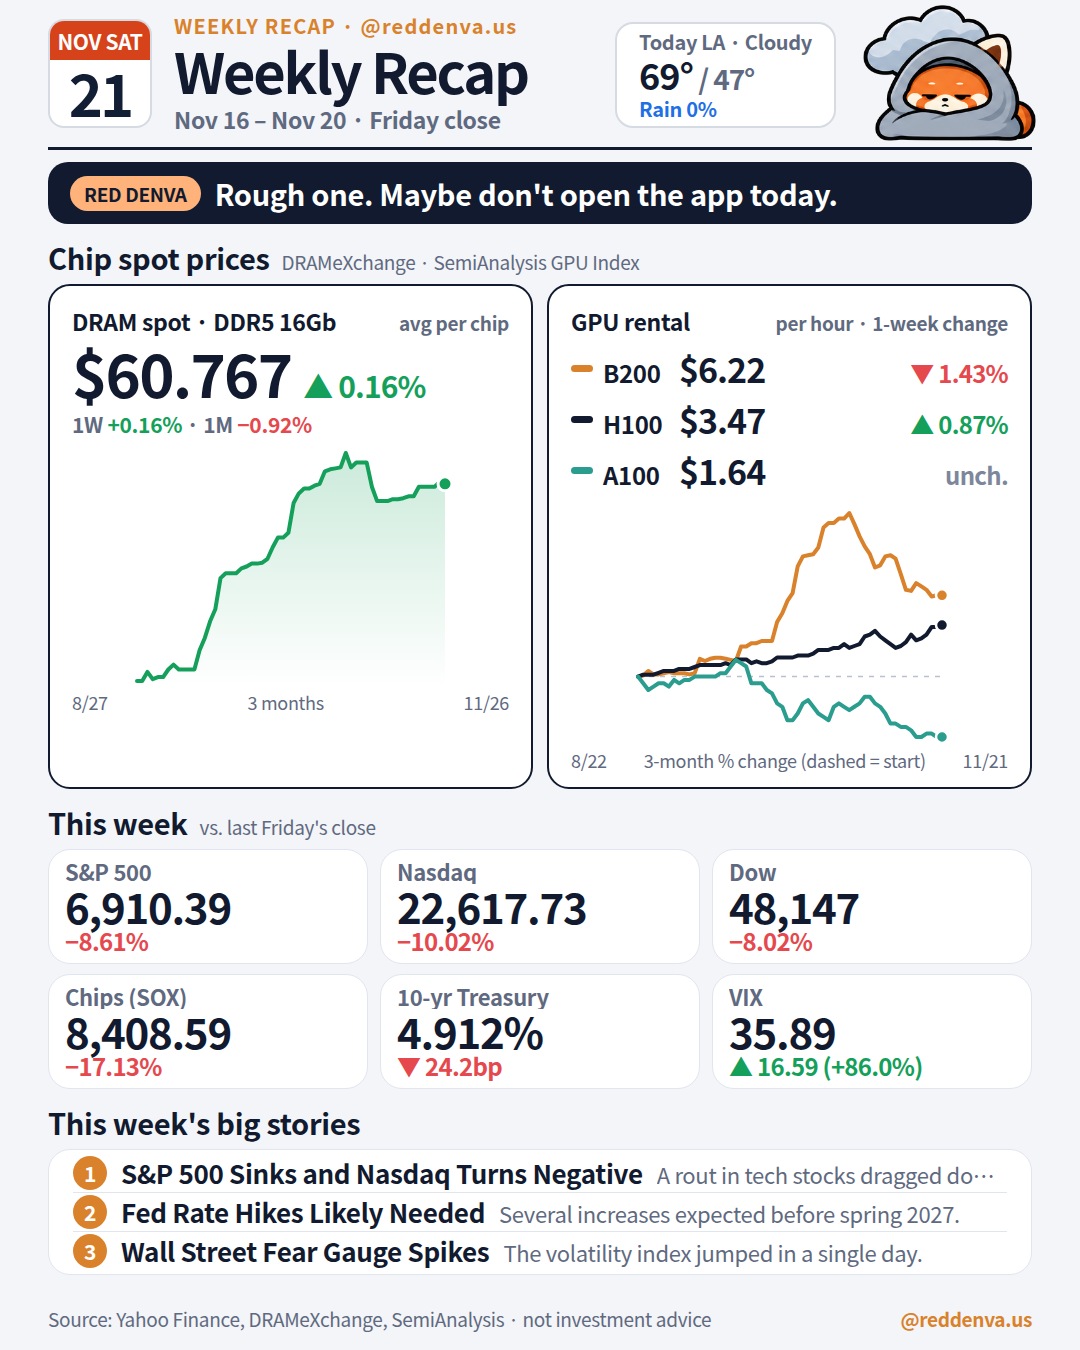 NOV SAT
21
WEEKLY RECAP · @reddenva.us
Weekly Recap
Nov 16 – Nov 20 · Friday close
Today LA · Cloudy
69° / 47°
Rain 0%
RED DENVA Rough one. Maybe don't open the app today.
Chip spot prices DRAMeXchange · SemiAnalysis GPU Index
DRAM spot · DDR5 16Gb avg per chip
$60.767 ▲ 0.16%
1W +0.16% · 1M −0.92%
8/27 3 months 11/26
GPU rental per hour · 1-week change
B200 $6.22 ▼ 1.43%
H100 $3.47 ▲ 0.87%
A100 $1.64 unch.
8/22 3-month % change (dashed = start) 11/21
This week vs. last Friday's close
S&P 500
6,910.39
−8.61%
Nasdaq
22,617.73
−10.02%
Dow
48,147
−8.02%
Chips (SOX)
8,408.59
−17.13%
10-yr Treasury
4.912%
▼ 24.2bp
VIX
35.89
▲ 16.59 (+86.0%)
This week's big stories
1 S&P 500 Sinks and Nasdaq Turns Negative A rout in tech stocks dragged do…
2 Fed Rate Hikes Likely Needed Several increases expected before spring 2027.
3 Wall Street Fear Gauge Spikes The volatility index jumped in a single day.
Source: Yahoo Finance, DRAMeXchange, SemiAnalysis · not investment advice
@reddenva.us